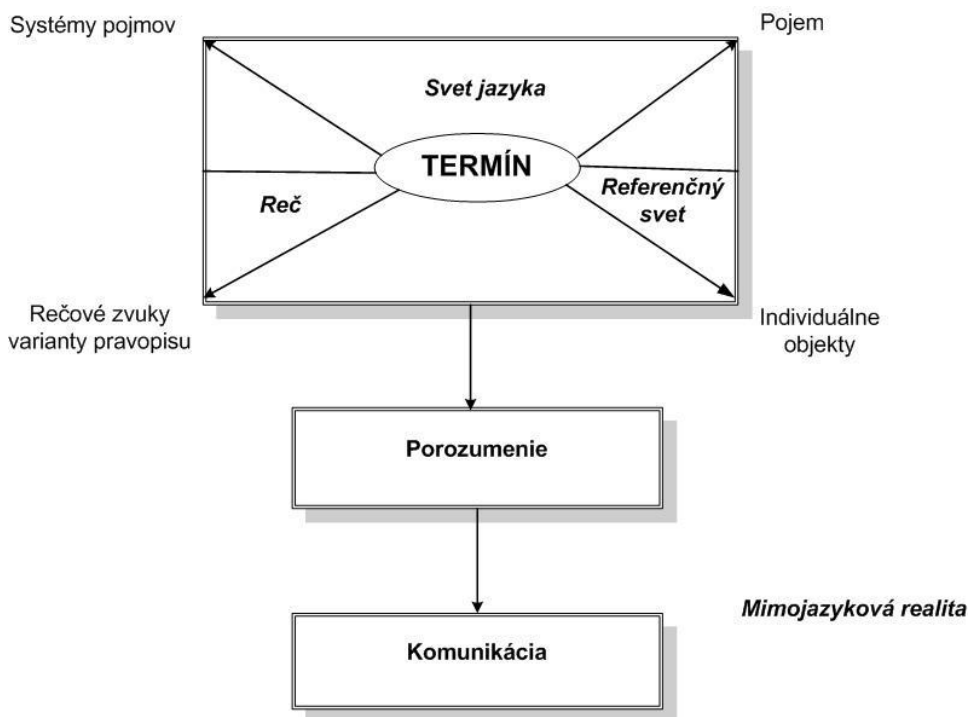 Systémy pojmov
Pojem
Svet jazyka
TERMÍN
Reč
Referenčný
svet
Rečové zvuky
varianty pravopisu
Individuálne
objekty
Porozumenie
Mimojazyková realita
Komunikácia